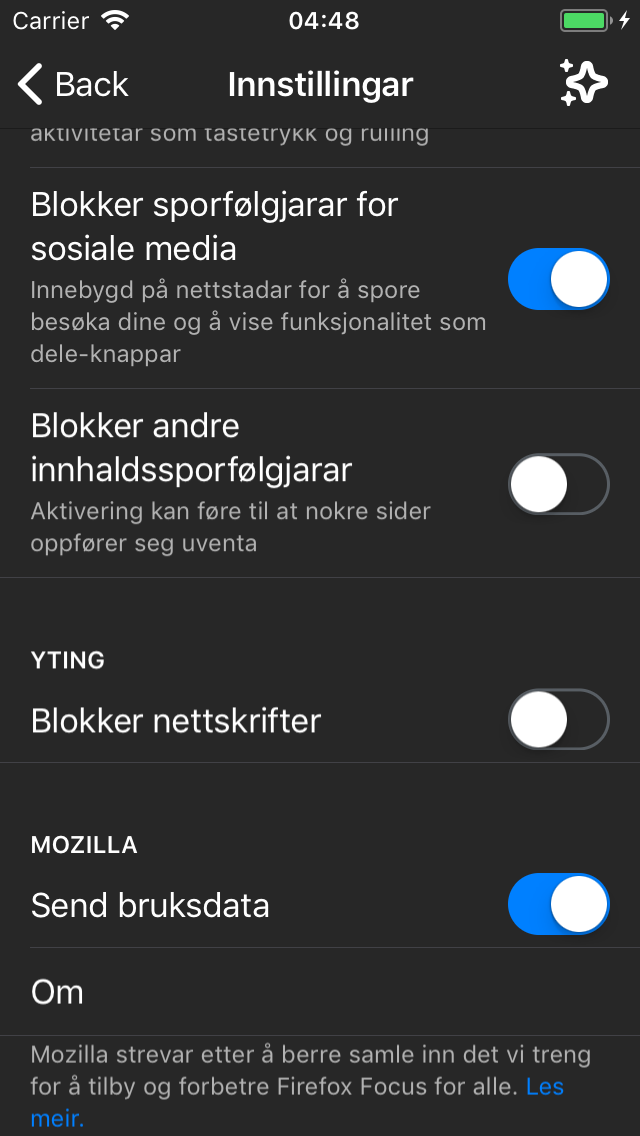 Carrier 04:48
Back Innstillingar
aktivitetar som tastetrykk og rulling
Blokker sporfølgjarar for
sosiale media
Innebygd på nettstadar for å spore
besøka dine og å vise funksjonalitet som
dele-knappar
Blokker andre
innhaldssporfølgjarar
Aktivering kan føre til at nokre sider
oppfører seg uventa
YTING
Blokker nettskrifter
MOZILLA
Send bruksdata
Om
Mozilla strevar etter å berre samle inn det vi treng
for å tilby og forbetre Firefox Focus for alle. Les
meir.